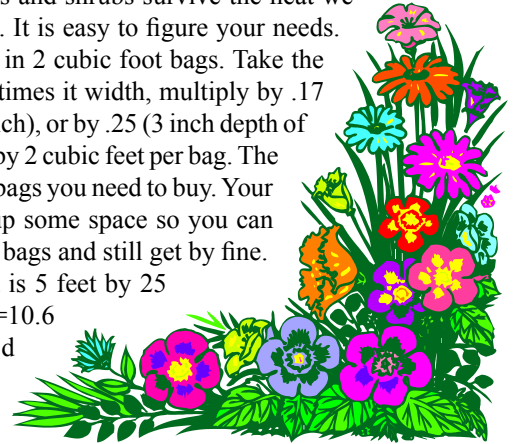 s and shrubs survive the heat we
. It is easy to figure your needs.
in 2 cubic foot bags. Take the
times it width, multiply by .17
nch), or by .25 (3 inch depth of
by 2 cubic feet per bag. The
bags you need to buy. Your
up some space so you can
bags and still get by fine.
is 5 feet by 25
=10.6
d